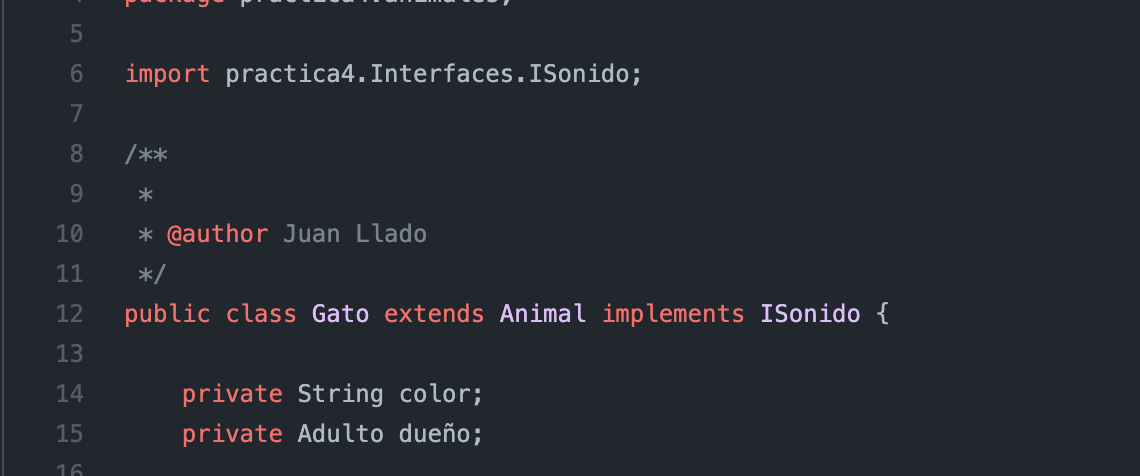 5
6 import practica4.Interfaces.ISonido;
7
8 /**
9 *
10 * @author Juan Llado
11 */
12 public class Gato extends Animal implements ISonido {
13
14 private String color;
15 private Adulto dueño;
16